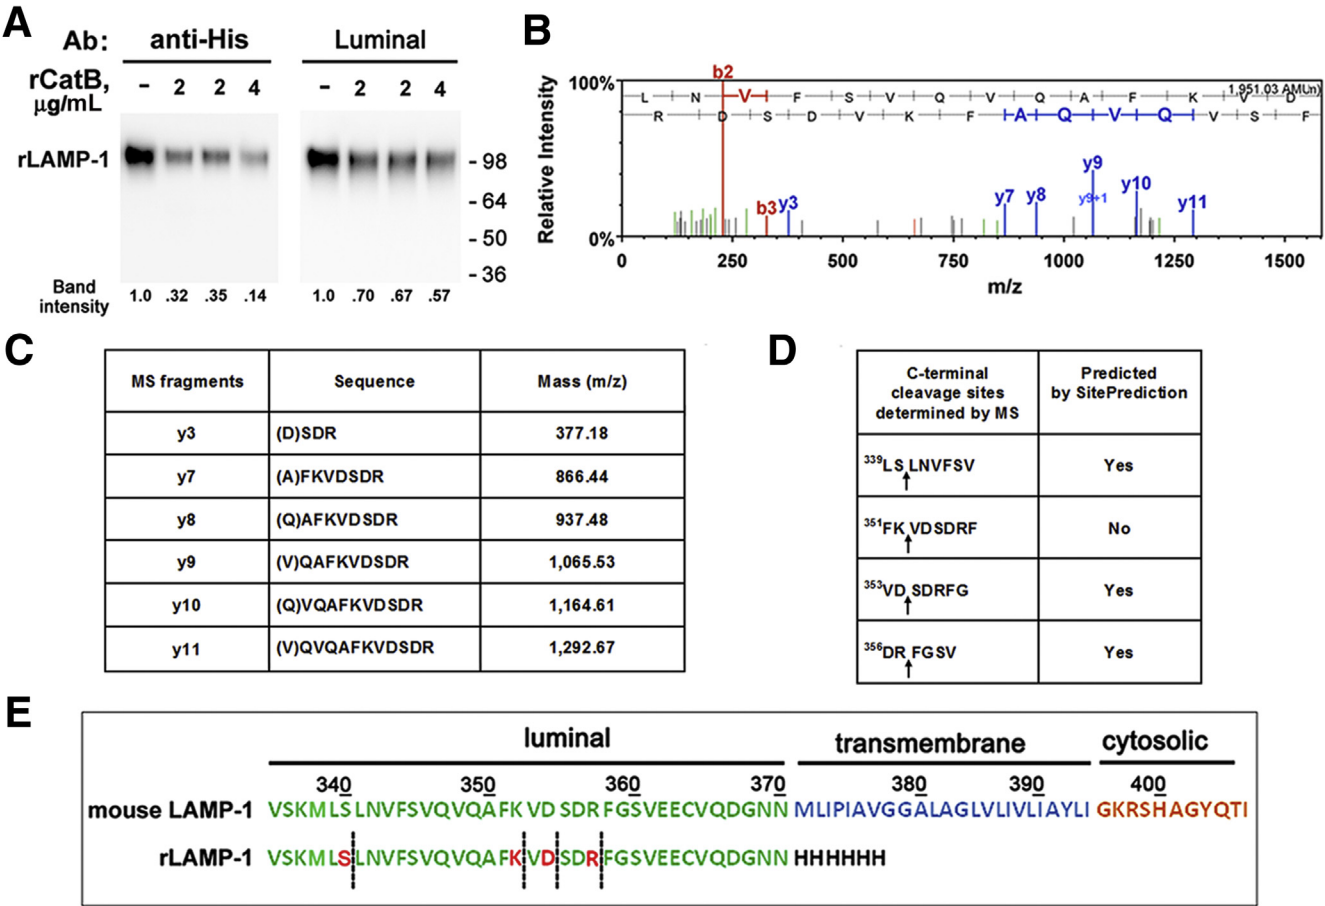 A
Ab: anti-His Luminal
rCatB, µg/mL - 2 2 4 - 2 2 4
rLAMP-1
- 98
- 64
- 50
- 36
Band intensity 1.0 .32 .35 .14 1.0 .70 .67 .57
B
Relative Intensity
100%
0%
b2
1,951.03 AMU
L N V F S V Q V Q A F K V D
R D S D V K F A Q V Q V S F
b3 y3 y7 y8 y9 y9+1 y10 y11
0 250 500 750 1000 1250 1500
m/z
C
MS fragments Sequence Mass (m/z)
y3 (D)SDR 377.18
y7 (A)FKVDSDR 866.44
y8 (Q)AFKVDSDR 937.48
y9 (V)QAFKVDSDR 1,065.53
y10 (Q)VQAFKVDSDR 1,164.61
y11 (V)QVQAFKVDSDR 1,292.67
D
C-terminal cleavage sites determined by MS
Predicted by SitePrediction
339LS LNVFSV Yes
351FK VDSDRF No
353VD SDRFG Yes
356DR FGSV Yes
E
luminal transmembrane cytosolic
340 350 360 370 380 390 400
mouse LAMP-1 VSKMLSLNVFSVQVQAFKVDSDRFGSVEECVQDGNN MLIPIAVGGALAGLVLIVLIAYLI GKRSHAGYQTI
rLAMP-1 VSKMLSLNVFSVQVQAFKVDSDRFGSVEECVQDGNN HHHHHH